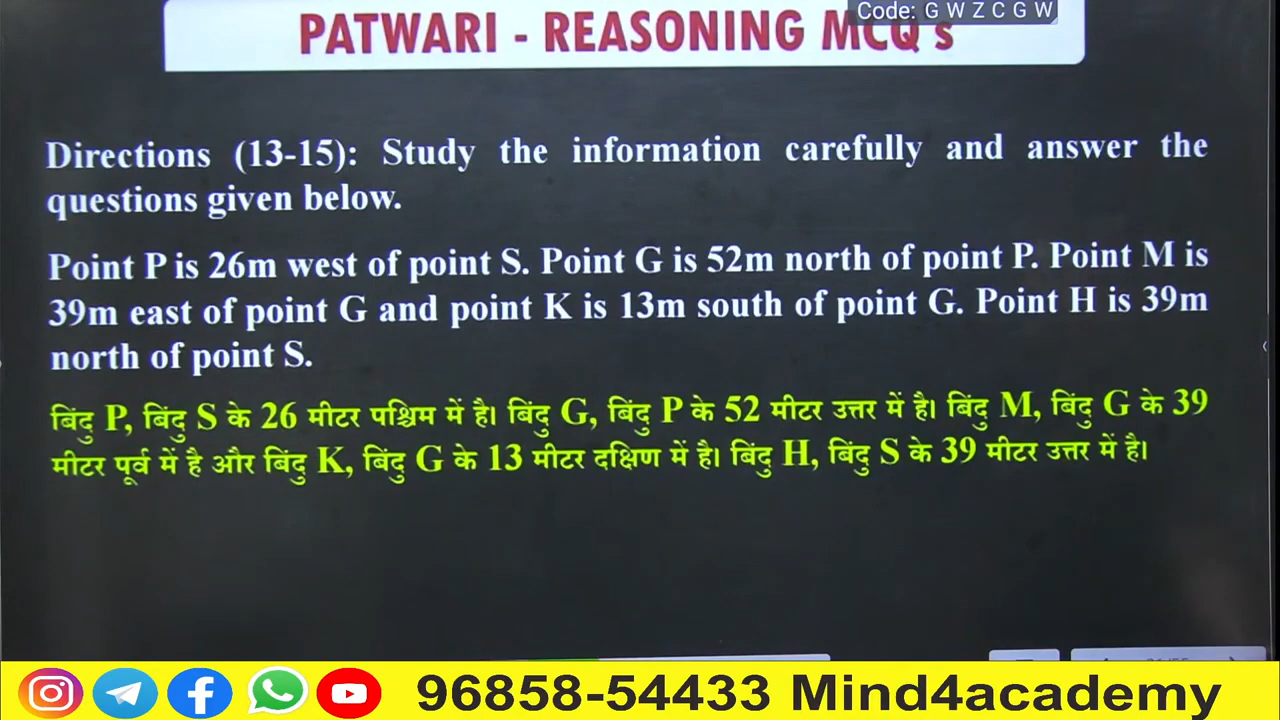 Code: G W Z C G W
PATWARI - REASONING MCQ's
Directions (13-15): Study the information carefully and answer the
questions given below.
Point P is 26m west of point S. Point G is 52m north of point P. Point M is
39m east of point G and point K is 13m south of point G. Point H is 39m
north of point S.
बिंदु P, बिंदु S के 26 मीटर पश्चिम में है। बिंदु G, बिंदु P के 52 मीटर उत्तर में है। बिंदु M, बिंदु G के 39
मीटर पूर्व में है और बिंदु K, बिंदु G के 13 मीटर दक्षिण में है। बिंदु H, बिंदु S के 39 मीटर उत्तर में है।
96858-54433 Mind4academy